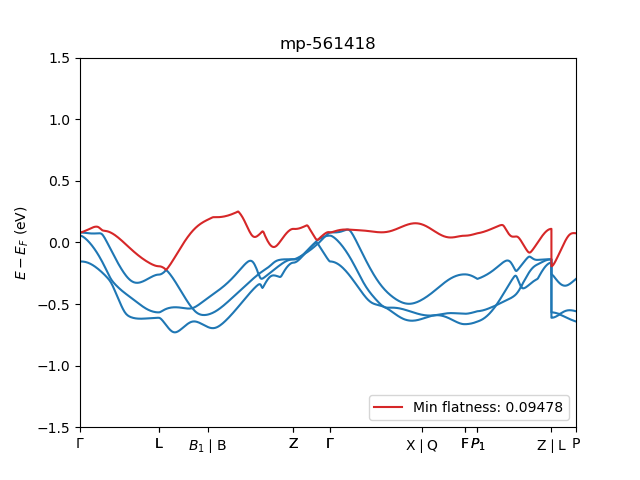 mp-561418
E − E_F (eV)
1.5
1.0
0.5
0.0
−0.5
−1.0
−1.5
Min flatness: 0.09478
Γ L B₁ | B Z Γ X | Q F P₁ Z | L P